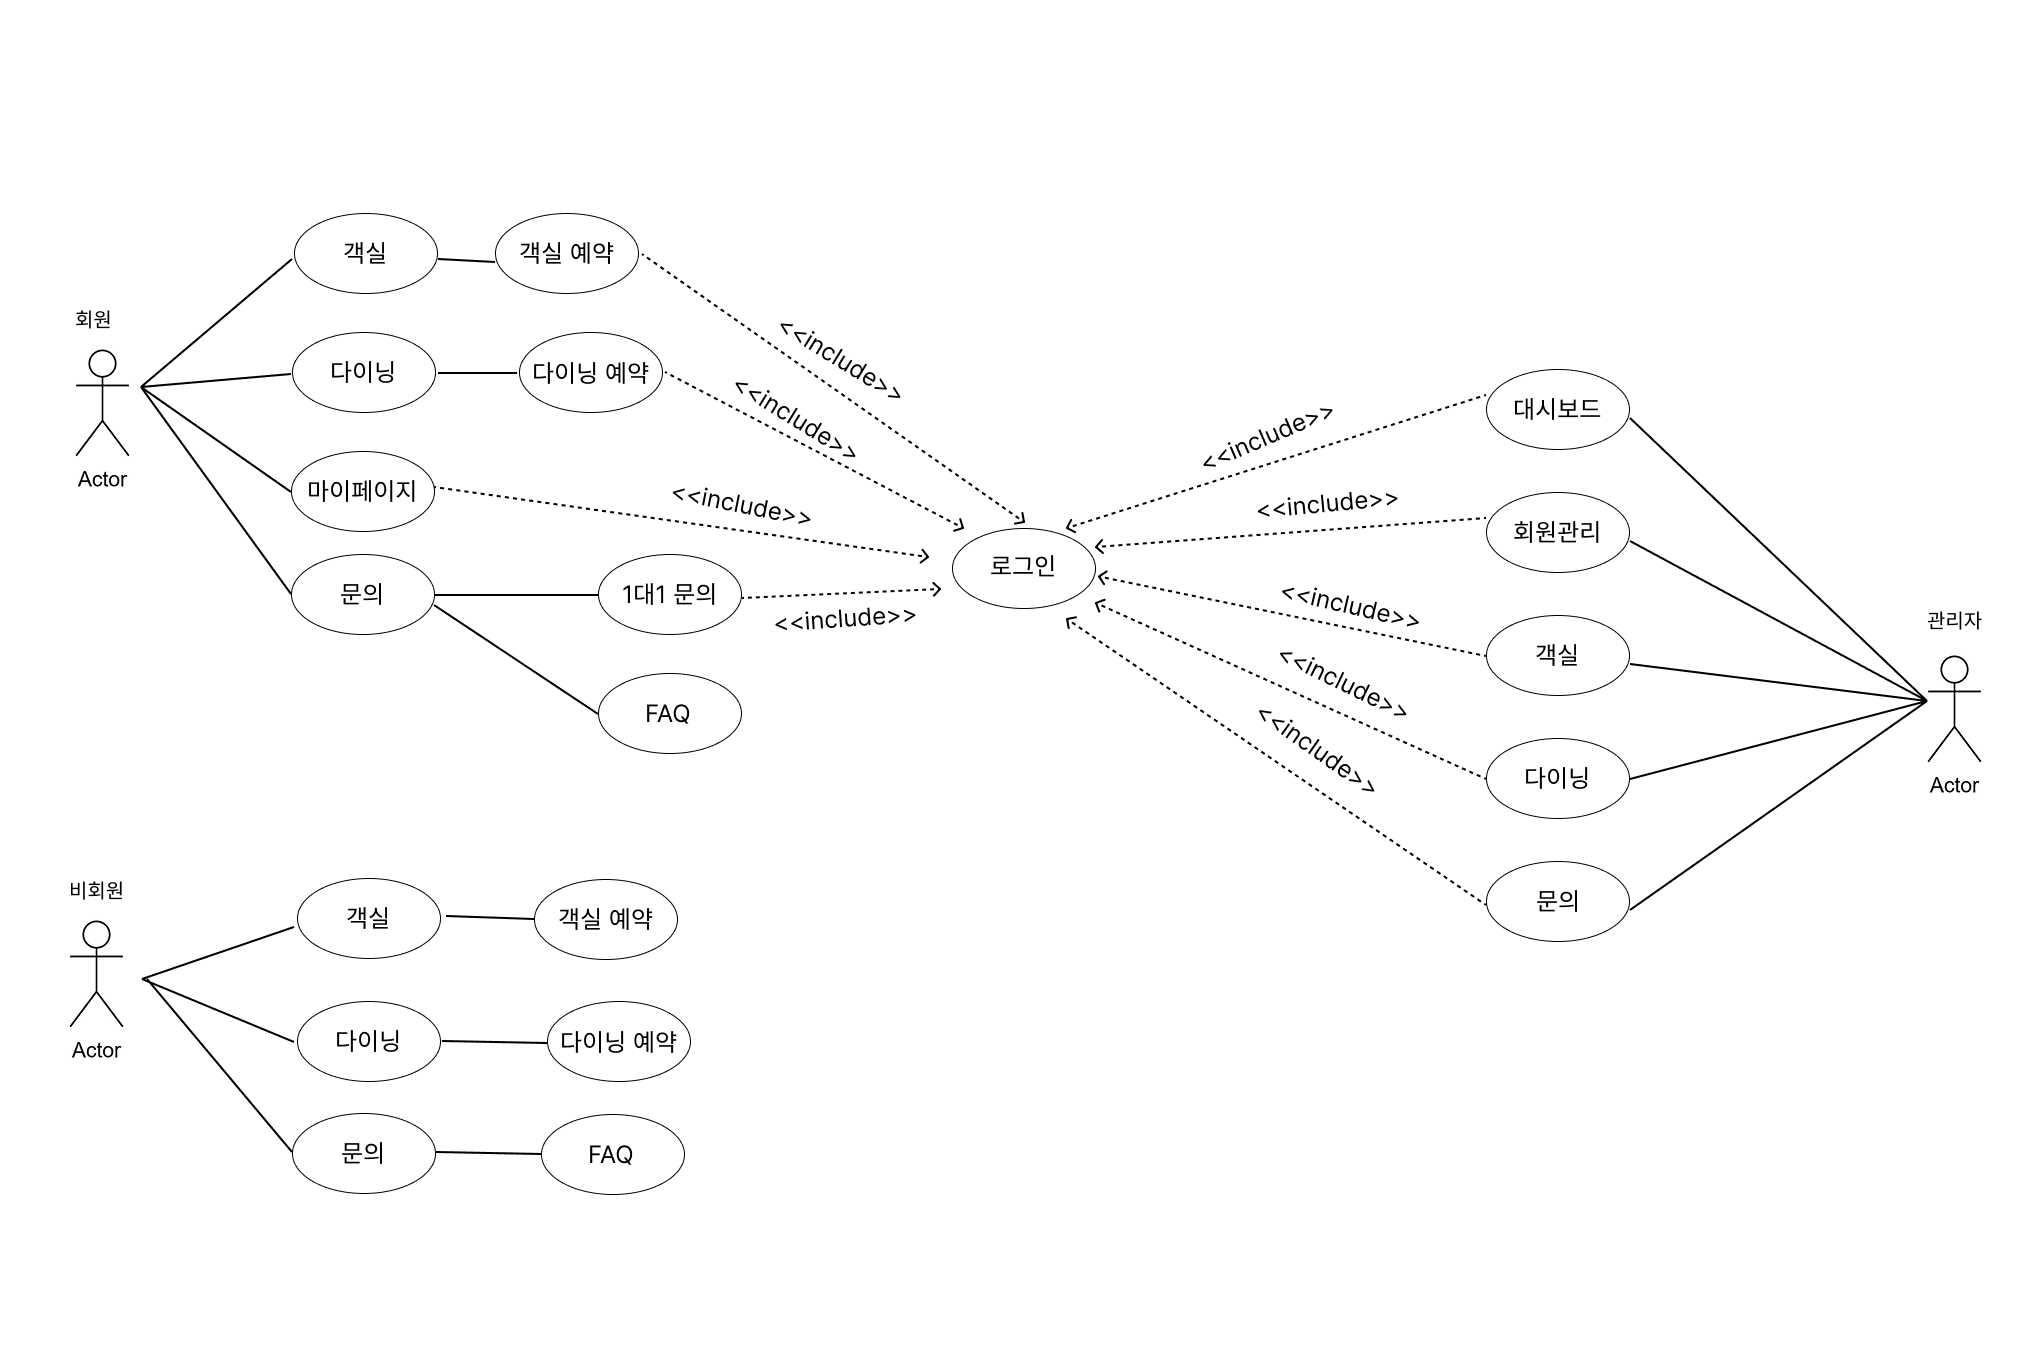 회원
Actor
객실
객실 예약
<<include>>
다이닝
다이닝 예약
<<include>>
마이페이지
<<include>>
문의
1대1 문의
<<include>>
FAQ
로그인
<<include>>
대시보드
<<include>>
회원관리
<<include>>
객실
<<include>>
다이닝
<<include>>
문의
관리자
Actor
비회원
Actor
객실
객실 예약
다이닝
다이닝 예약
문의
FAQ